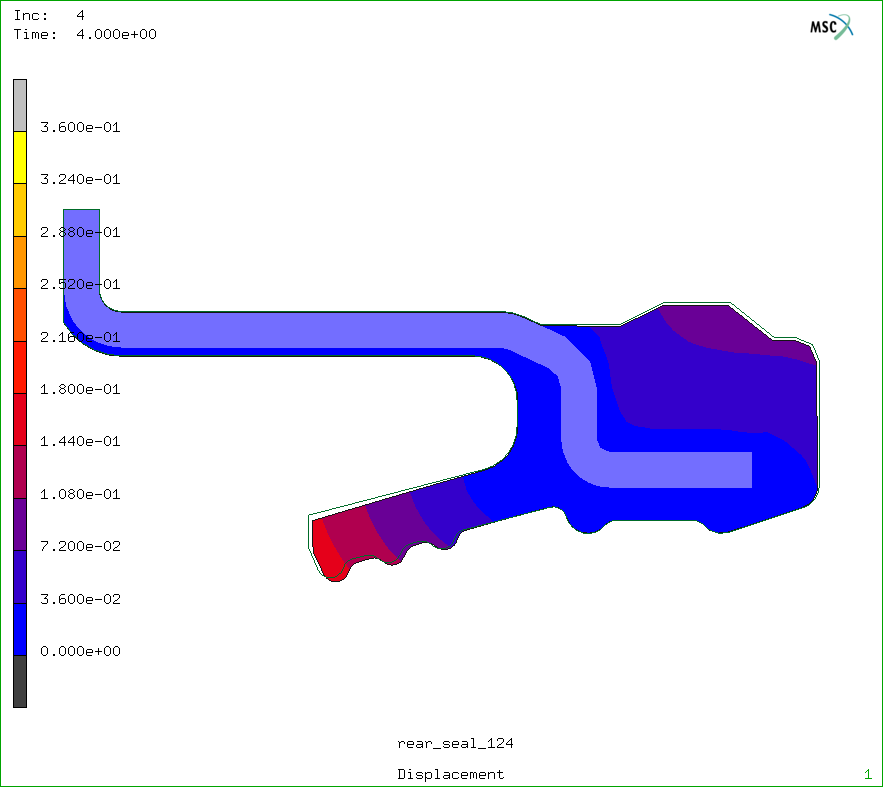 Inc: 4
Time: 4.000e+00
MSC
3.600e-01
3.240e-01
2.880e-01
2.520e-01
2.160e-01
1.800e-01
1.440e-01
1.080e-01
7.200e-02
3.600e-02
0.000e+00
rear_seal_124
Displacement
1